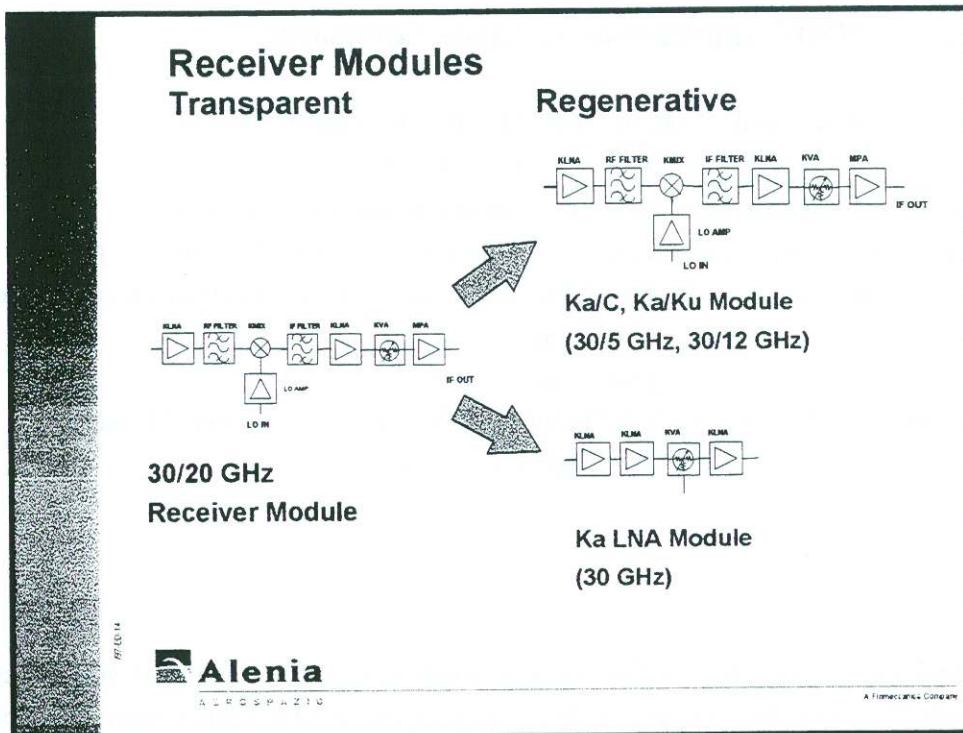 Receiver Modules
Transparent
Regenerative
KLNA RF FILTER KMIX IF FILTER KLNA KVA MPA
IF OUT
LO AMP
LO IN
Ka/C, Ka/Ku Module
(30/5 GHz, 30/12 GHz)
KLNA RF FILTER KMIX IF FILTER KLNA KVA MPA
IF OUT
LO AMP
LO IN
30/20 GHz
Receiver Module
KLNA KLNA KVA KLNA
Ka LNA Module
(30 GHz)
Alenia
AEROSPAZIO
A Finmeccanica Company